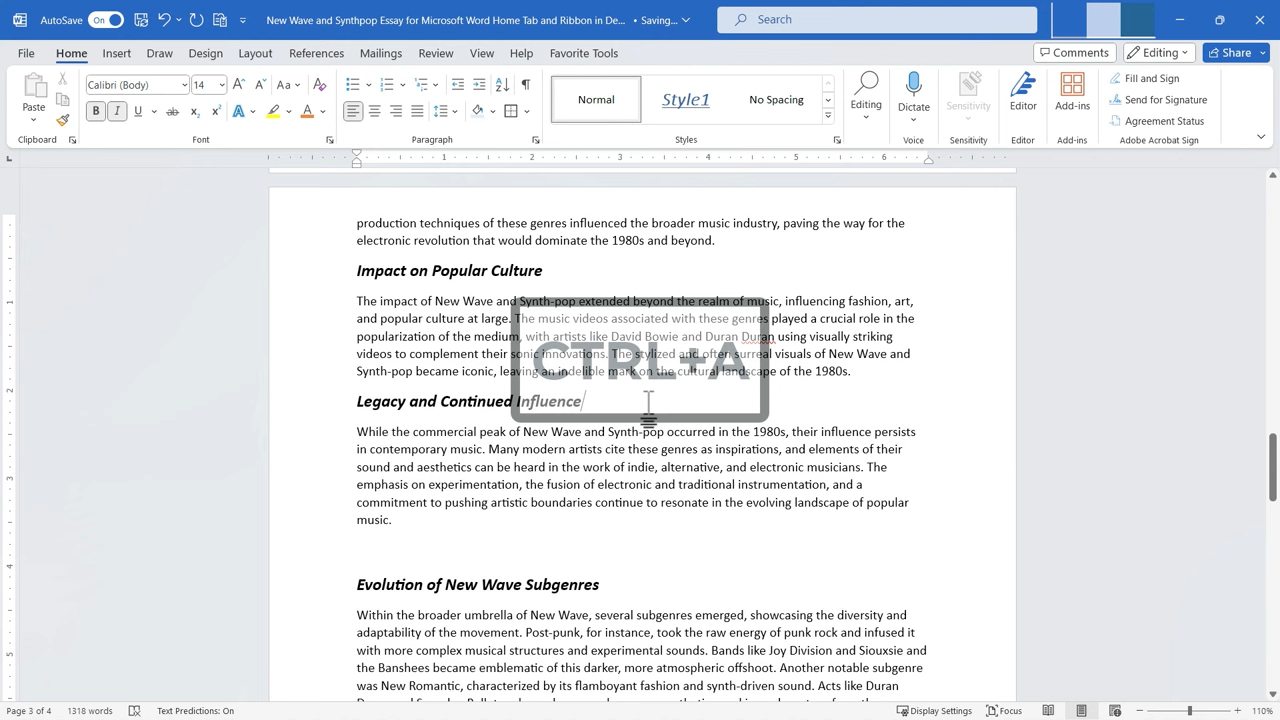 AutoSave On New Wave and Synthpop Essay for Microsoft Word Home Tab and Ribbon in De... • Saving... Search
File Home Insert Draw Design Layout References Mailings Review View Help Favorite Tools Comments Editing Share
Paste
Clipboard
Calibri (Body) 14
Font
Paragraph
Normal Style1 No Spacing
Styles
Editing
Dictate
Voice
Sensitivity
Sensitivity
Editor
Editor
Add-ins
Add-ins
Fill and Sign
Send for Signature
Agreement Status
Adobe Acrobat Sign
1 2 3 4 5 6
production techniques of these genres influenced the broader music industry, paving the way for the
electronic revolution that would dominate the 1980s and beyond.
Impact on Popular Culture
The impact of New Wave and Synth-pop extended beyond the realm of music, influencing fashion, art,
and popular culture at large. The music videos associated with these genres played a crucial role in the
popularization of the medium, with artists like David Bowie and Duran Duran using visually striking
videos to complement their sonic innovations. The stylized and often surreal visuals of New Wave and
Synth-pop became iconic, leaving an indelible mark on the cultural landscape of the 1980s.
CTRL+A
Legacy and Continued Influence
While the commercial peak of New Wave and Synth-pop occurred in the 1980s, their influence persists
in contemporary music. Many modern artists cite these genres as inspirations, and elements of their
sound and aesthetics can be heard in the work of indie, alternative, and electronic musicians. The
emphasis on experimentation, the fusion of electronic and traditional instrumentation, and a
commitment to pushing artistic boundaries continue to resonate in the evolving landscape of popular
music.
Evolution of New Wave Subgenres
Within the broader umbrella of New Wave, several subgenres emerged, showcasing the diversity and
adaptability of the movement. Post-punk, for instance, took the raw energy of punk rock and infused it
with more complex musical structures and experimental sounds. Bands like Joy Division and Siouxsie and
the Banshees became emblematic of this darker, more atmospheric offshoot. Another notable subgenre
was New Romantic, characterized by its flamboyant fashion and synth-driven sound. Acts like Duran
Page 3 of 4 1318 words Text Predictions: On Display Settings Focus 110%